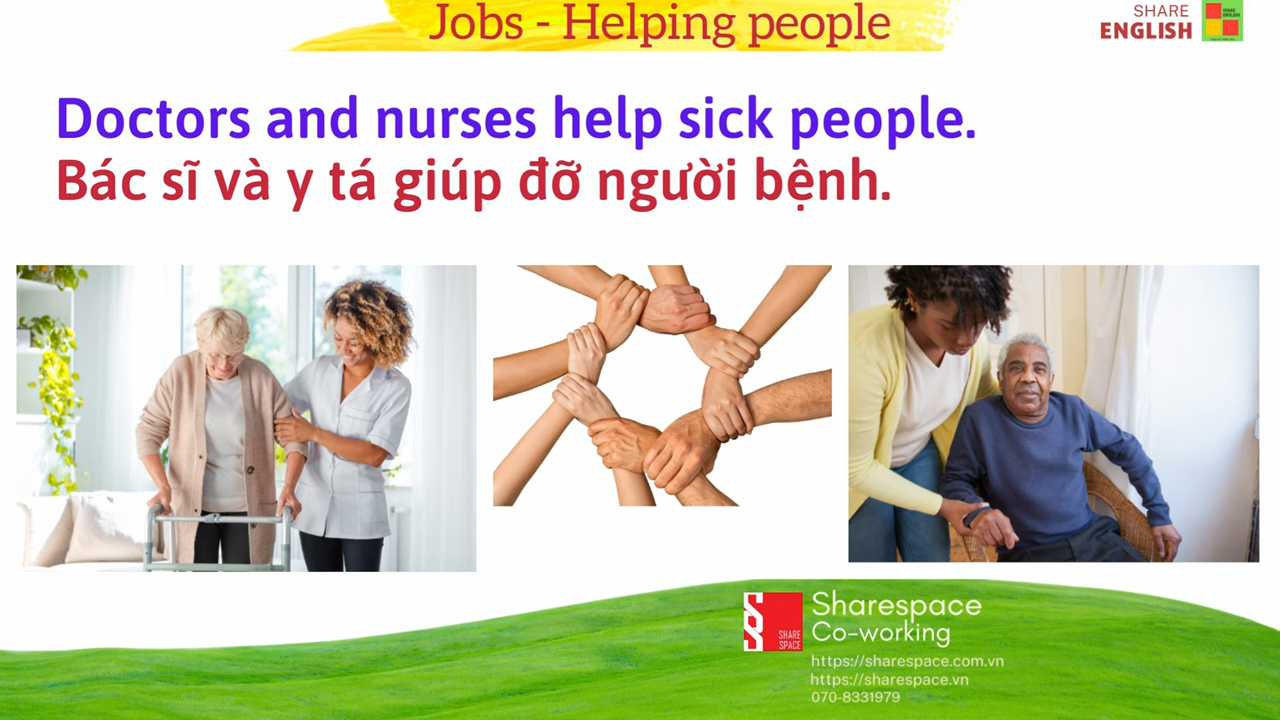 Jobs - Helping people
SHARE
ENGLISH
Doctors and nurses help sick people.
Bác sĩ và y tá giúp đỡ người bệnh.
SHARE
SPACE
Sharespace
Co-working
https://sharespace.com.vn
https://sharespace.vn
070-8331979